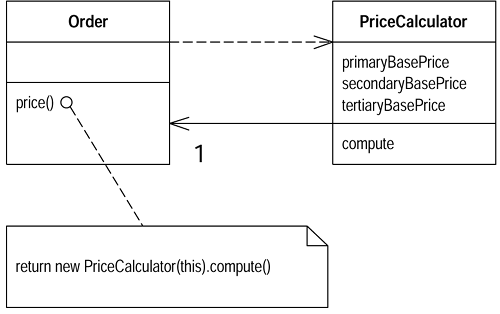 Order
PriceCalculator
primaryBasePrice
secondaryBasePrice
tertiaryBasePrice
price()
compute
1
return new PriceCalculator(this).compute()